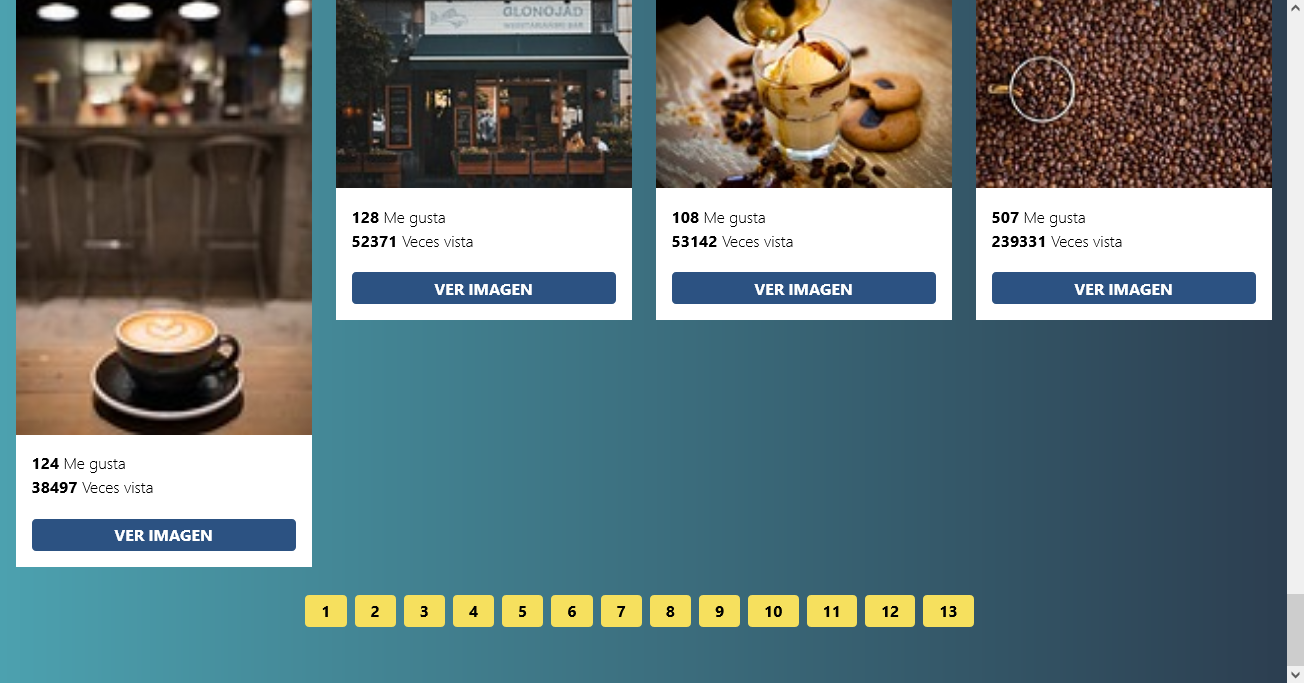 GLONOJAD
128 Me gusta
52371 Veces vista
VER IMAGEN
108 Me gusta
53142 Veces vista
VER IMAGEN
507 Me gusta
239331 Veces vista
VER IMAGEN
124 Me gusta
38497 Veces vista
VER IMAGEN
1 2 3 4 5 6 7 8 9 10 11 12 13